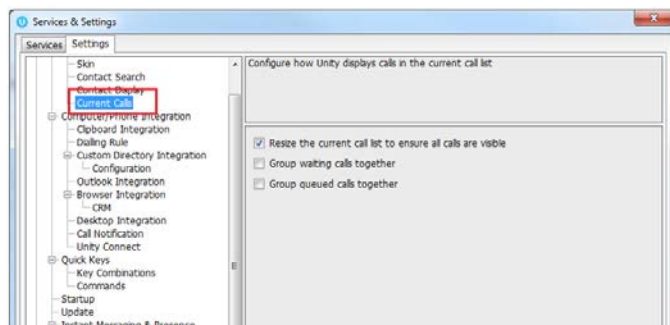 Services & Settings
Services Settings
Skin
Contact Search
Contact Display
Current Calls
Computer/Phone Integration
Clipboard Integration
Dialing Rule
Custom Directory Integration
Configuration
Outlook Integration
Browser Integration
CRM
Desktop Integration
Call Notification
Unity Connect
Quick Keys
Key Combinations
Commands
Startup
Update
Instant Messaging & Presence
Configure how Unity displays calls in the current call list
Resize the current call list to ensure all calls are visible
Group waiting calls together
Group queued calls together